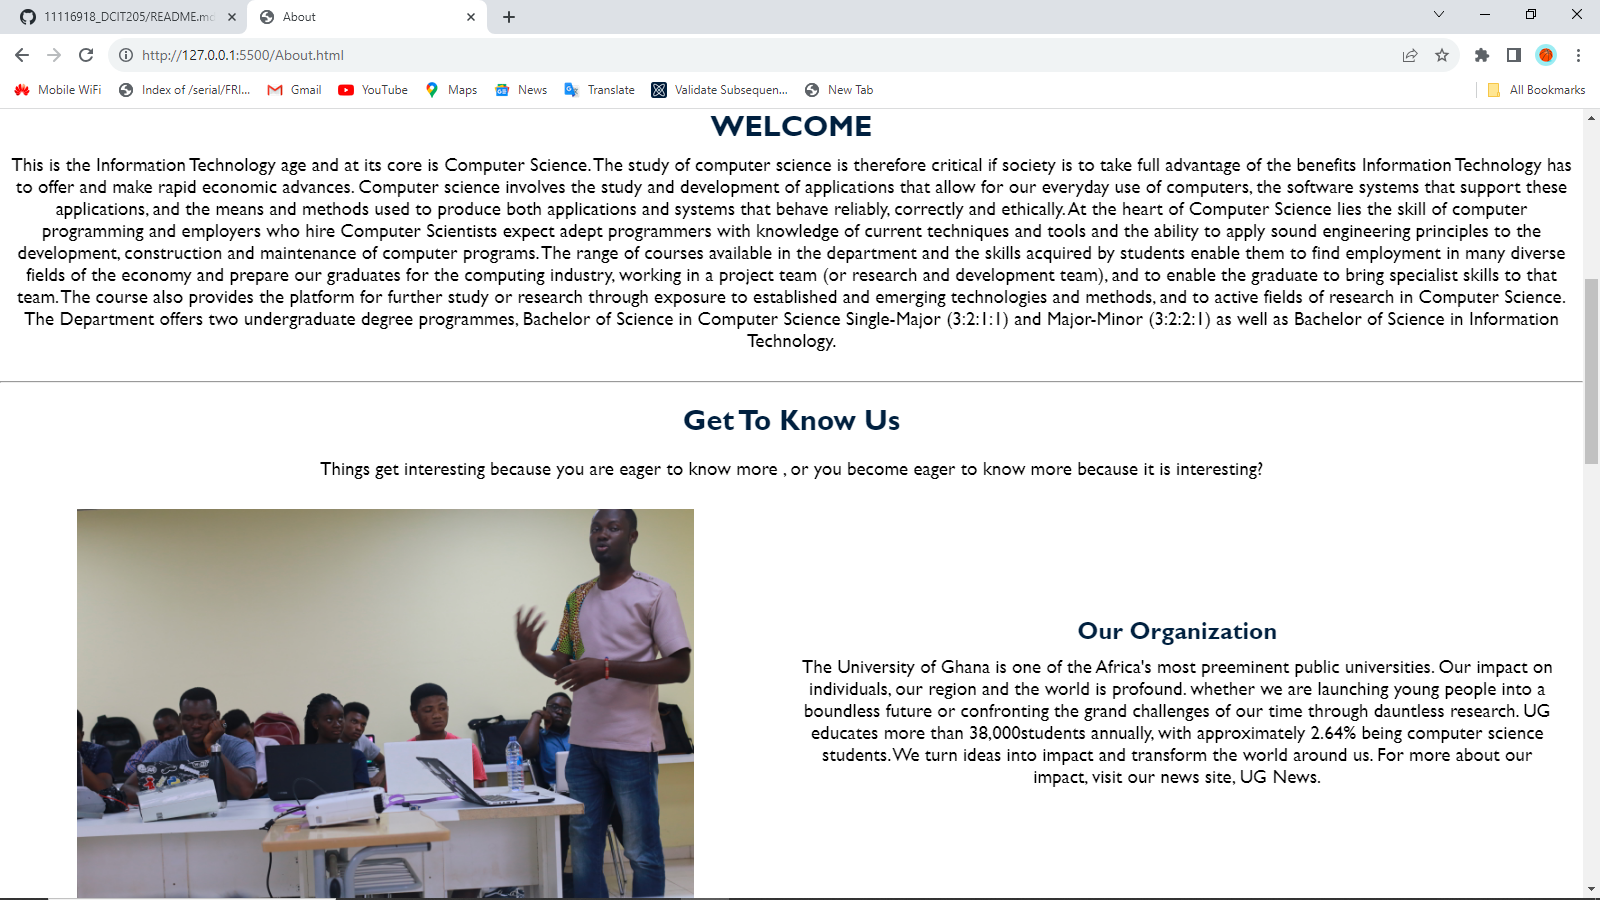 11116918_DCIT205/README.md
About
http://127.0.0.1:5500/About.html
Mobile WiFi
Index of /serial/FRI...
Gmail
YouTube
Maps
News
Translate
Validate Subsequen...
New Tab
All Bookmarks
WELCOME
This is the Information Technology age and at its core is Computer Science. The study of computer science is therefore critical if society is to take full advantage of the benefits Information Technology has
to offer and make rapid economic advances. Computer science involves the study and development of applications that allow for our everyday use of computers, the software systems that support these
applications, and the means and methods used to produce both applications and systems that behave reliably, correctly and ethically. At the heart of Computer Science lies the skill of computer
programming and employers who hire Computer Scientists expect adept programmers with knowledge of current techniques and tools and the ability to apply sound engineering principles to the
development, construction and maintenance of computer programs. The range of courses available in the department and the skills acquired by students enable them to find employment in many diverse
fields of the economy and prepare our graduates for the computing industry, working in a project team (or research and development team), and to enable the graduate to bring specialist skills to that
team. The course also provides the platform for further study or research through exposure to established and emerging technologies and methods, and to active fields of research in Computer Science.
The Department offers two undergraduate degree programmes, Bachelor of Science in Computer Science Single-Major (3:2:1:1) and Major-Minor (3:2:2:1) as well as Bachelor of Science in Information
Technology.
Get To Know Us
Things get interesting because you are eager to know more , or you become eager to know more because it is interesting?
Our Organization
The University of Ghana is one of the Africa's most preeminent public universities. Our impact on
individuals, our region and the world is profound. whether we are launching young people into a
boundless future or confronting the grand challenges of our time through dauntless research. UG
educates more than 38,000students annually, with approximately 2.64% being computer science
students. We turn ideas into impact and transform the world around us. For more about our
impact, visit our news site, UG News.